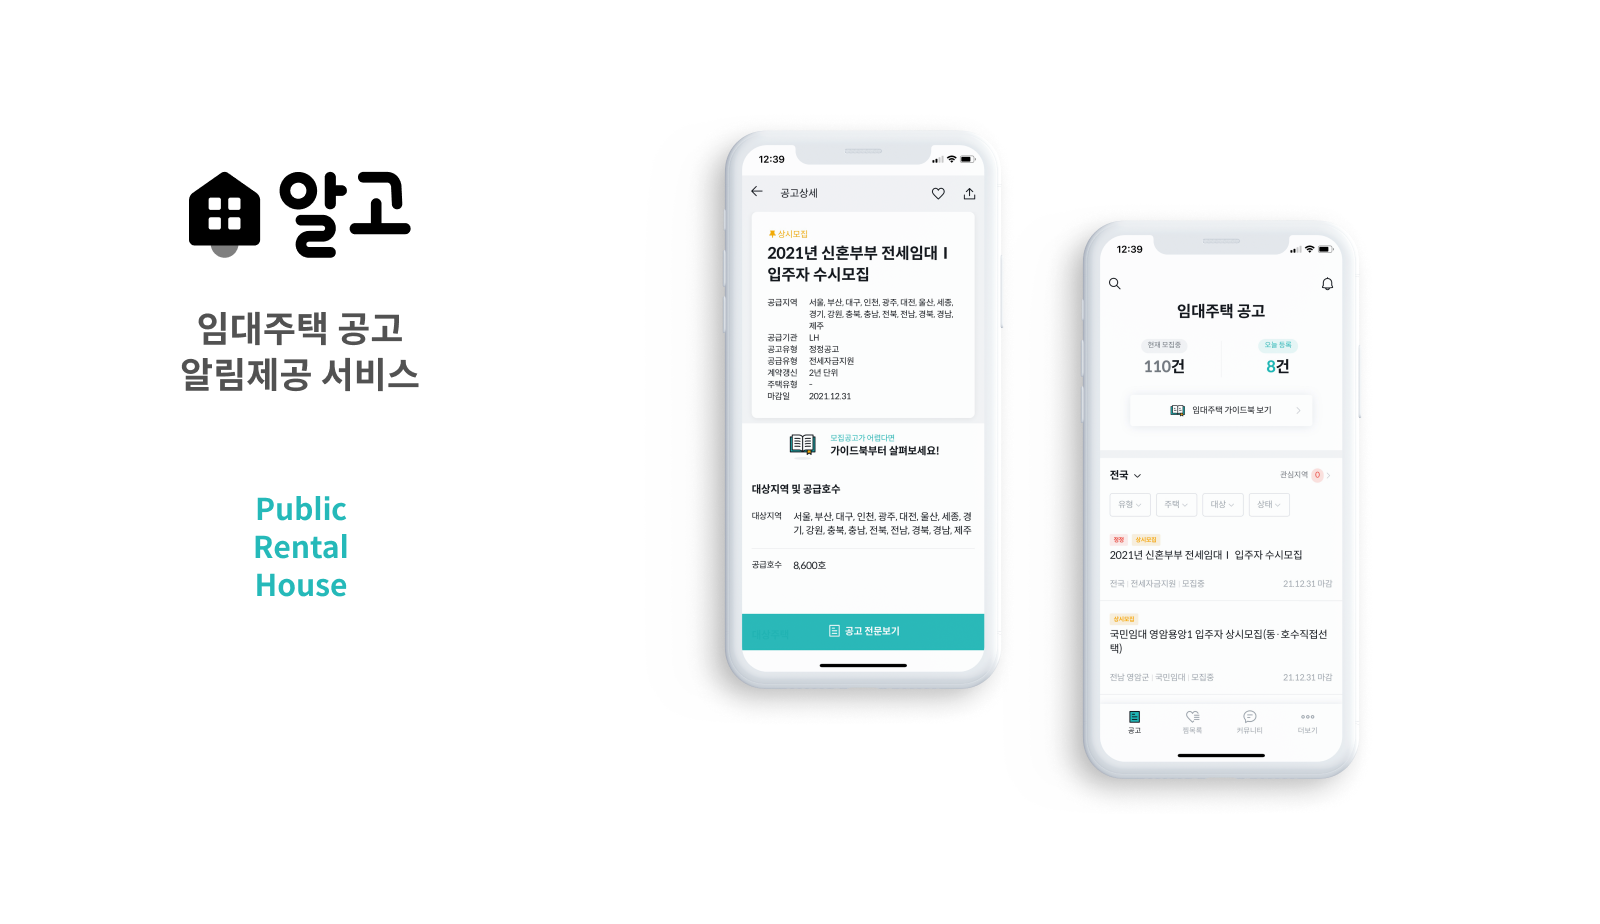 알고
임대주택 공고
알림제공 서비스
Public
Rental
House
12:39
공고상세
상시모집
2021년 신혼부부 전세임대Ⅰ
입주자 수시모집
공급지역 서울, 부산, 대구, 인천, 광주, 대전, 울산, 세종,
경기, 강원, 충북, 충남, 전북, 전남, 경북, 경남,
제주
공급기관 LH
공고유형 정정공고
공급유형 전세자금지원
계약갱신 2년 단위
주택유형 -
마감일 2021.12.31
모집공고가 어렵다면
가이드북부터 살펴보세요!
대상지역 및 공급호수
대상지역 서울, 부산, 대구, 인천, 광주, 대전, 울산, 세종, 경
기, 강원, 충북, 충남, 전북, 전남, 경북, 경남, 제주
공급호수 8,600호
대상주택
공고 전문보기
12:39
임대주택 공고
현재 모집중 오늘 등록
110건 8건
임대주택 가이드북 보기
전국 관심지역 0
유형 주택 대상 상태
정정 상시모집
2021년 신혼부부 전세임대Ⅰ 입주자 수시모집
전국 | 전세자금지원 | 모집중 21.12.31 마감
상시모집
국민임대 영암용앙1 입주자 상시모집(동·호수직접선
택)
전남 영암군 | 국민임대 | 모집중 21.12.31 마감
공고 찜목록 커뮤니티 더보기